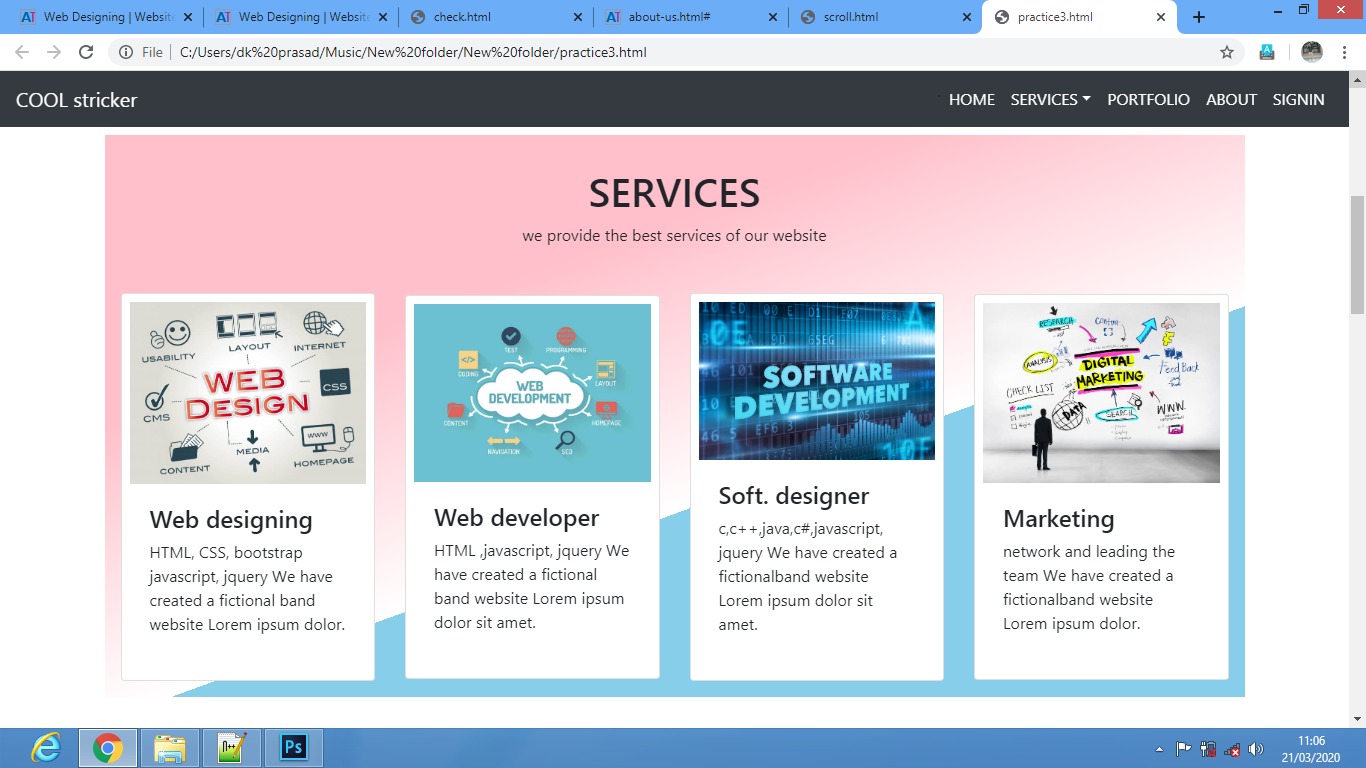 Web Designing | Website
Web Designing | Website
check.html
about-us.html#
scroll.html
practice3.html
File
C:/Users/dk%20prasad/Music/New%20folder/New%20folder/practice3.html
COOL stricker
HOME
SERVICES
PORTFOLIO
ABOUT
SIGNIN
SERVICES
we provide the best services of our website
USABILITY
LAYOUT
INTERNET
WEB
DESIGN
CSS
CMS
CONTENT
MEDIA
WWW
HOMEPAGE
Web designing
HTML, CSS, bootstrap
javascript, jquery We have
created a fictional band
website Lorem ipsum dolor.
TEST
PROGRAMMING
CODING
LAYOUT
WEB
DEVELOPMENT
CONTENT
HOMEPAGE
NAVIGATION
SEO
Web developer
HTML ,javascript, jquery We
have created a fictional
band website Lorem ipsum
dolor sit amet.
SOFTWARE
DEVELOPMENT
Soft. designer
c,c++,java,c#,javascript,
jquery We have created a
fictionalband website
Lorem ipsum dolor sit
amet.
RESEARCH
ANALYSIS
DIGITAL
MARKETING
Feed Back
CHECK LIST
DATA
SEARCH
WWW.
Marketing
network and leading the
team We have created a
fictionalband website
Lorem ipsum dolor.
Ps
11:06
21/03/2020